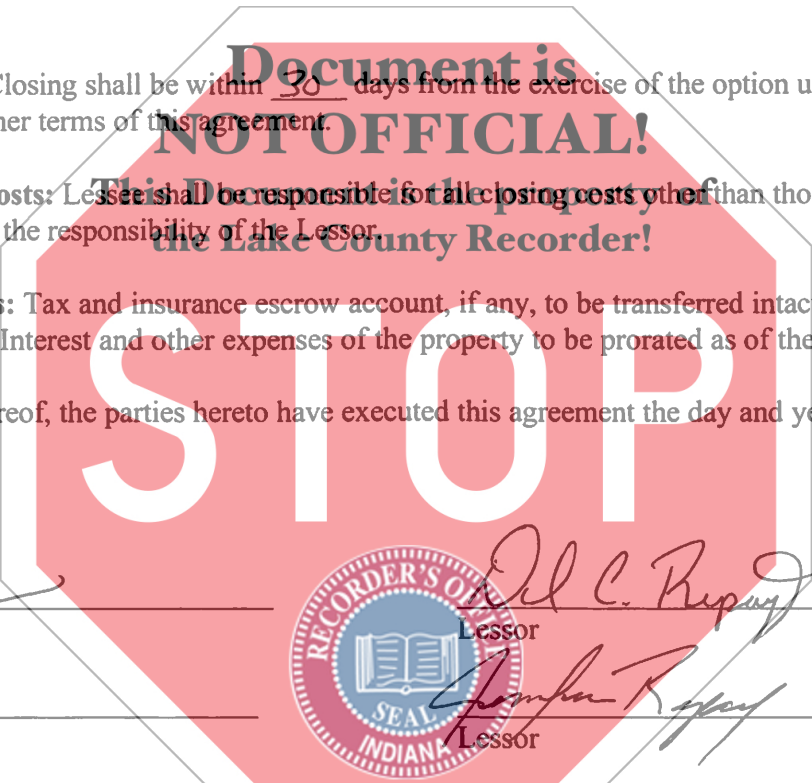 Document is
Closing shall be within 30 days from the exercise of the option u
her terms of this agreement.
NOT OFFICIAL!
osts: Lessee shall be responsible for all closing costs other than tho
This Document is the property of
the responsibility of the Lessor.
the Lake County Recorder!
s: Tax and insurance escrow account, if any, to be transferred intac
Interest and other expenses of the property to be prorated as of the
STOP
reof, the parties hereto have executed this agreement the day and ye
RECORDER'S OFFICE
Lessor
SEAL
INDIANA
Lessor